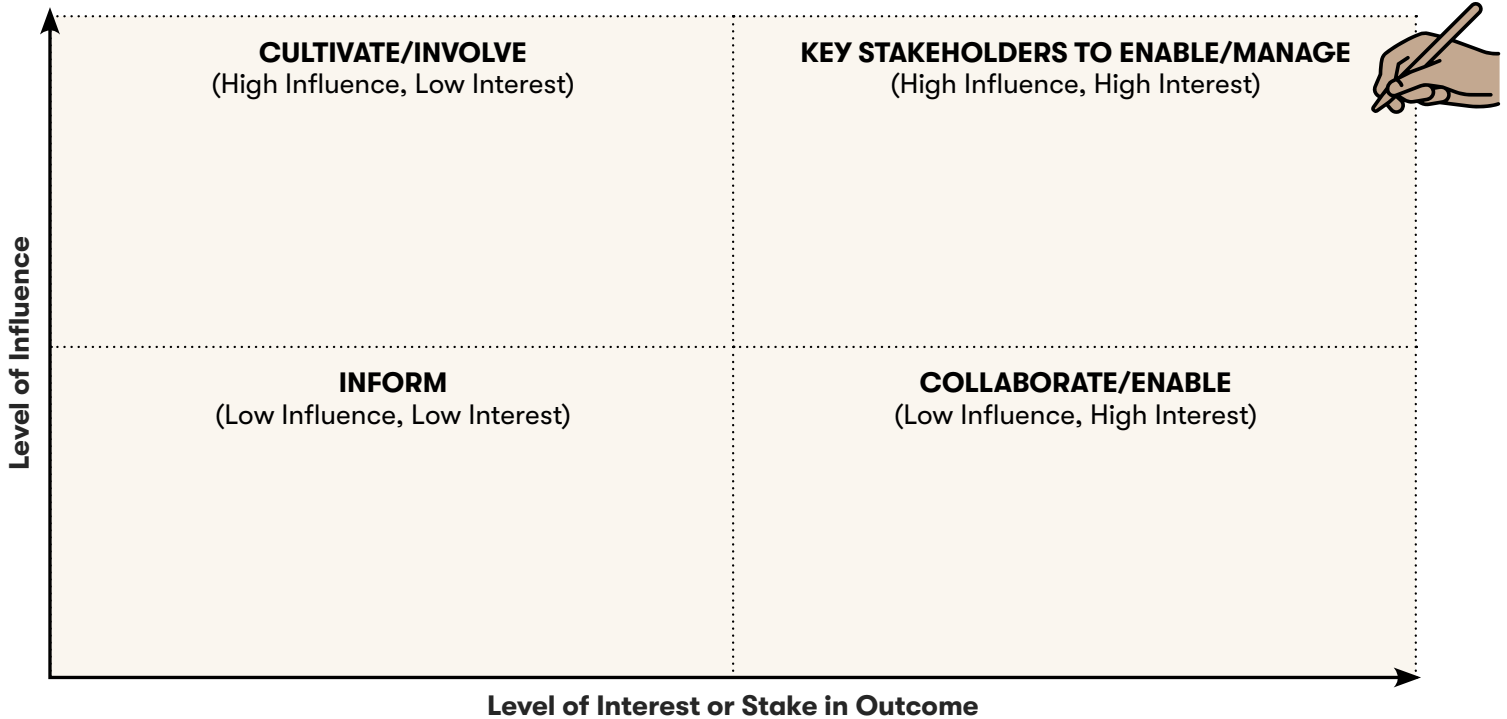 CULTIVATE/INVOLVE
(High Influence, Low Interest)
KEY STAKEHOLDERS TO ENABLE/MANAGE
(High Influence, High Interest)
Level of Influence
INFORM
(Low Influence, Low Interest)
COLLABORATE/ENABLE
(Low Influence, High Interest)
Level of Interest or Stake in Outcome